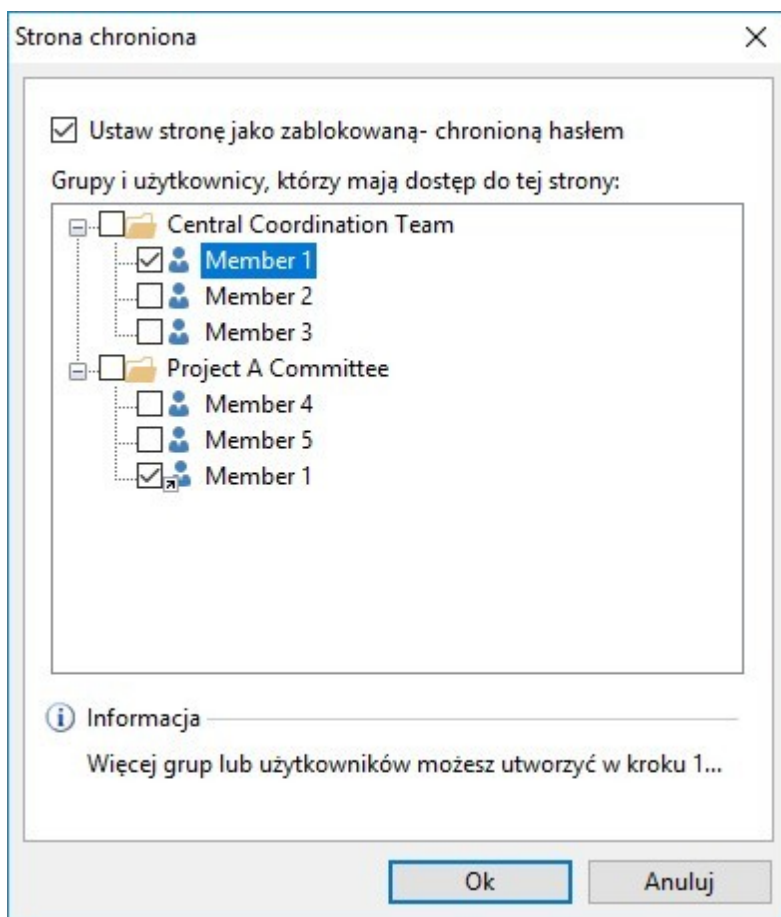 Strona chroniona
Ustaw stronę jako zablokowaną- chronioną hasłem
Grupy i użytkownicy, którzy mają dostęp do tej strony:
Central Coordination Team
Member 1
Member 2
Member 3
Project A Committee
Member 4
Member 5
Member 1
Informacja
Więcej grup lub użytkowników możesz utworzyć w kroku 1...
Ok
Anuluj